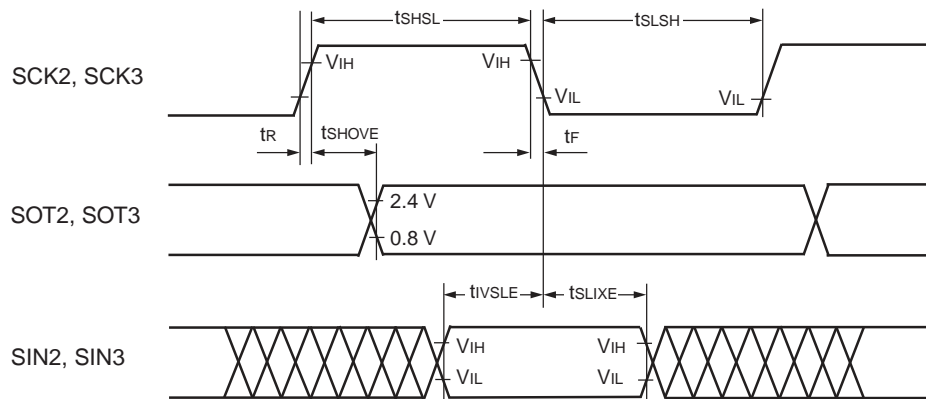 tSHSL
tSLSH
SCK2, SCK3
VIH
VIH
VIL
VIL
tR
tSHOVE
tF
SOT2, SOT3
2.4 V
0.8 V
tIVSLE
tSLIXE
SIN2, SIN3
VIH
VIH
VIL
VIL